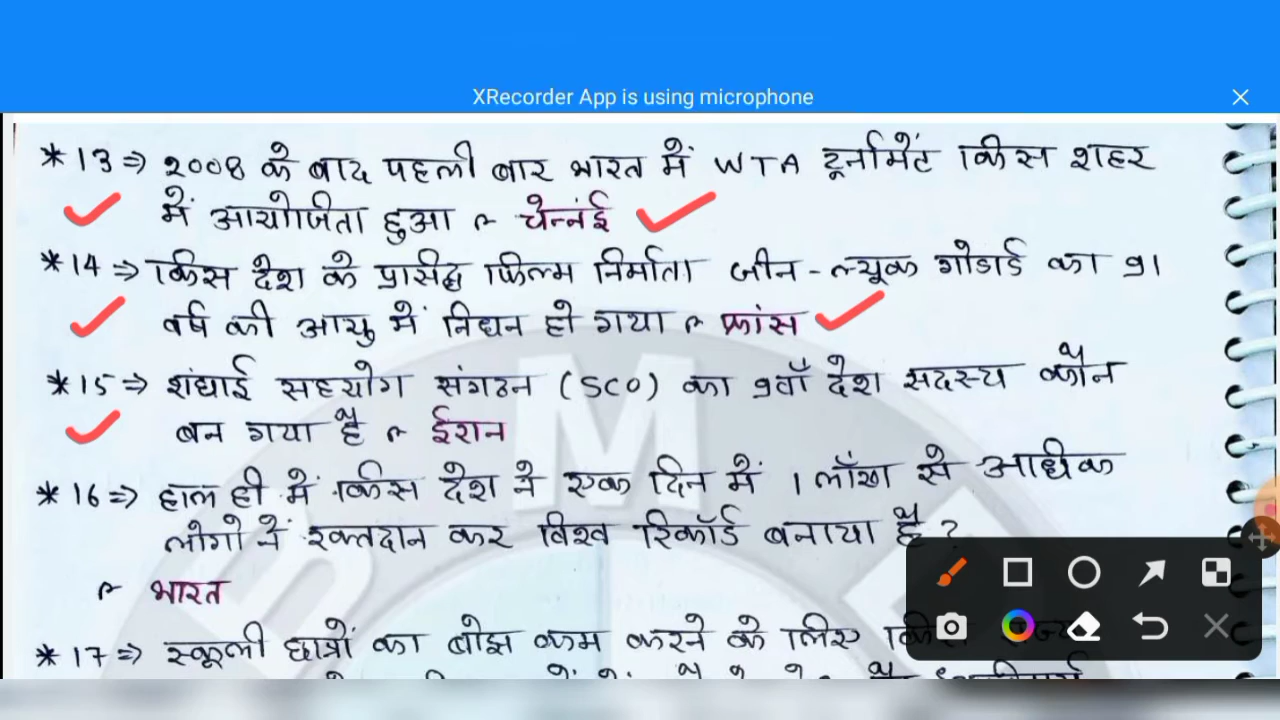 XRecorder App is using microphone
*13⇒ 2008 के बाद पहली बार भारत में WTA टूर्नामेंट किस शहर
में आयोजित हुआ - चेन्नई
*14⇒ किस देश के प्रसिद्ध फिल्म निर्माता जीन-ल्यूक गोडार्ड का 91
वर्ष की आयु में निधन हो गया - फ्रांस
*15⇒ शंघाई सहयोग संगठन (SCO) का 9वाँ देश सदस्य कौन
बन गया है - ईरान
*16⇒ हाल ही में किस देश ने एक दिन में 1 लॉख से अधिक
लोगो नें रक्तदान कर विश्व रिकॉर्ड बनाया है?
- भारत
*17⇒ स्कूली छात्रों का बोझ कम करने के लिए